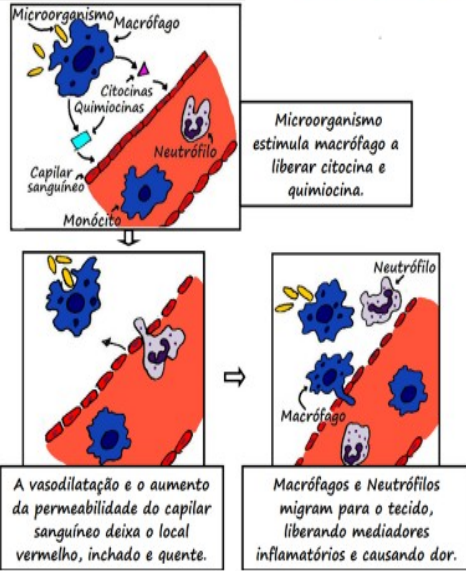 Microorganismo
Macrófago
Citocinas
Quimiocinas
Neutrófilo
Capilar
sanguíneo
Monócito
Microorganismo
estimula macrófago a
liberar citocina e
quimiocina.
A vasodilatação e o aumento
da permeabilidade do capilar
sanguíneo deixa o local
vermelho, inchado e quente.
Neutrófilo
Macrófago
Macrófagos e Neutrófilos
migram para o tecido,
liberando mediadores
inflamatórios e causando dor.